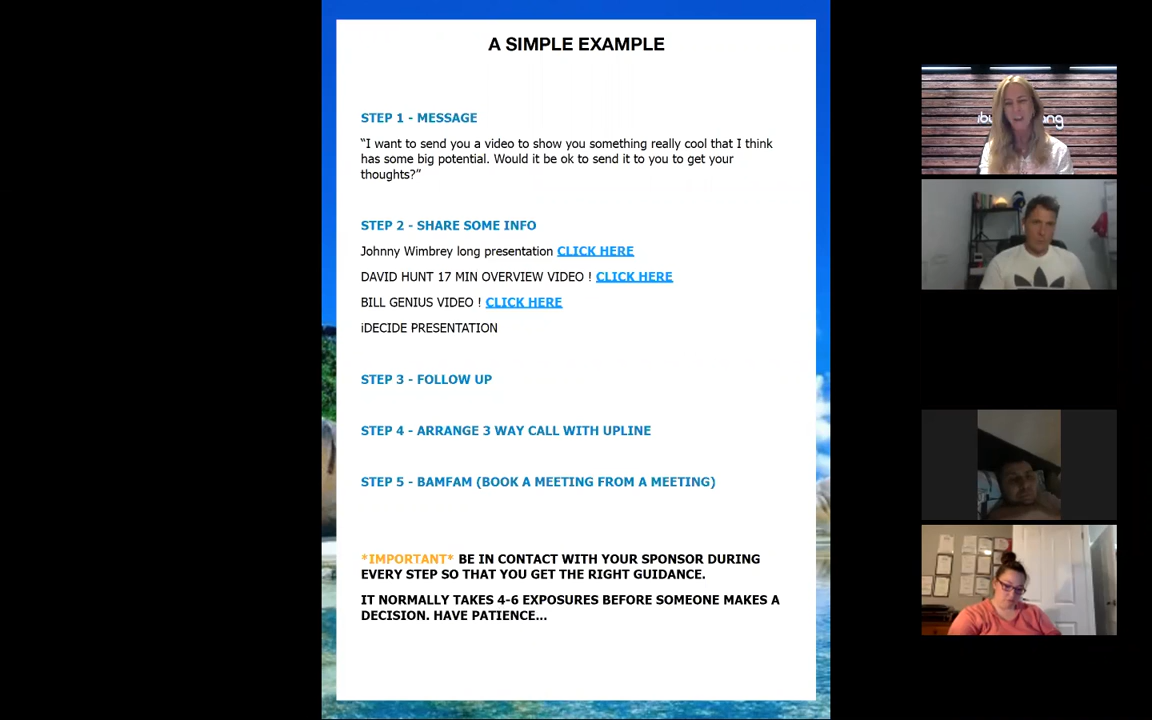 A SIMPLE EXAMPLE
STEP 1 - MESSAGE
“I want to send you a video to show you something really cool that I think
has some big potential. Would it be ok to send it to you to get your
thoughts?”
STEP 2 - SHARE SOME INFO
Johnny Wimbrey long presentation CLICK HERE
DAVID HUNT 17 MIN OVERVIEW VIDEO ! CLICK HERE
BILL GENIUS VIDEO ! CLICK HERE
iDECIDE PRESENTATION
STEP 3 - FOLLOW UP
STEP 4 - ARRANGE 3 WAY CALL WITH UPLINE
STEP 5 - BAMFAM (BOOK A MEETING FROM A MEETING)
*IMPORTANT* BE IN CONTACT WITH YOUR SPONSOR DURING
EVERY STEP SO THAT YOU GET THE RIGHT GUIDANCE.
IT NORMALLY TAKES 4-6 EXPOSURES BEFORE SOMEONE MAKES A
DECISION. HAVE PATIENCE...